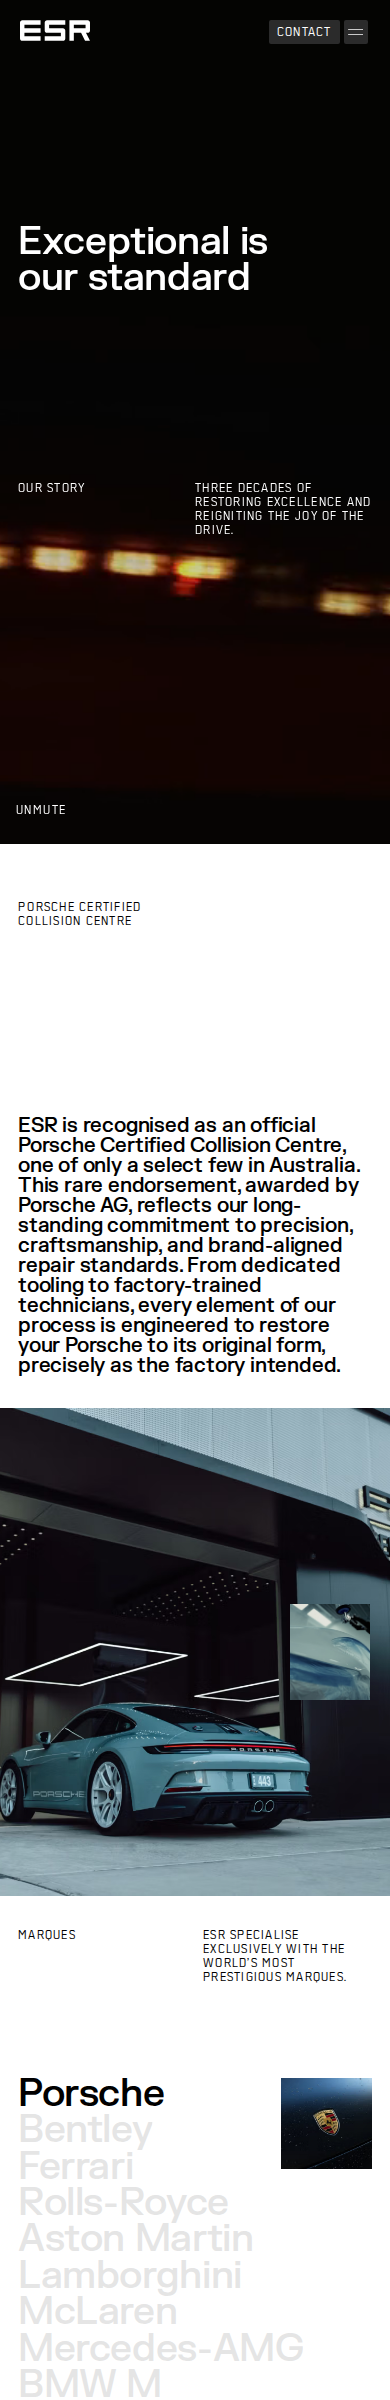 ESR
CONTACT
Exceptional is
our standard
OUR STORY
THREE DECADES OF
RESTORING EXCELLENCE AND
REIGNITING THE JOY OF THE
DRIVE.
UNMUTE
PORSCHE CERTIFIED
COLLISION CENTRE
ESR is recognised as an official
Porsche Certified Collision Centre,
one of only a select few in Australia.
This rare endorsement, awarded by
Porsche AG, reflects our long-
standing commitment to precision,
craftsmanship, and brand-aligned
repair standards. From dedicated
tooling to factory-trained
technicians, every element of our
process is engineered to restore
your Porsche to its original form,
precisely as the factory intended.
PORSCHE
443
PORSCHE
MARQUES
ESR SPECIALISE
EXCLUSIVELY WITH THE
WORLD'S MOST
PRESTIGIOUS MARQUES.
Porsche
Bentley
Ferrari
Rolls-Royce
Aston Martin
Lamborghini
McLaren
Mercedes-AMG
BMW M